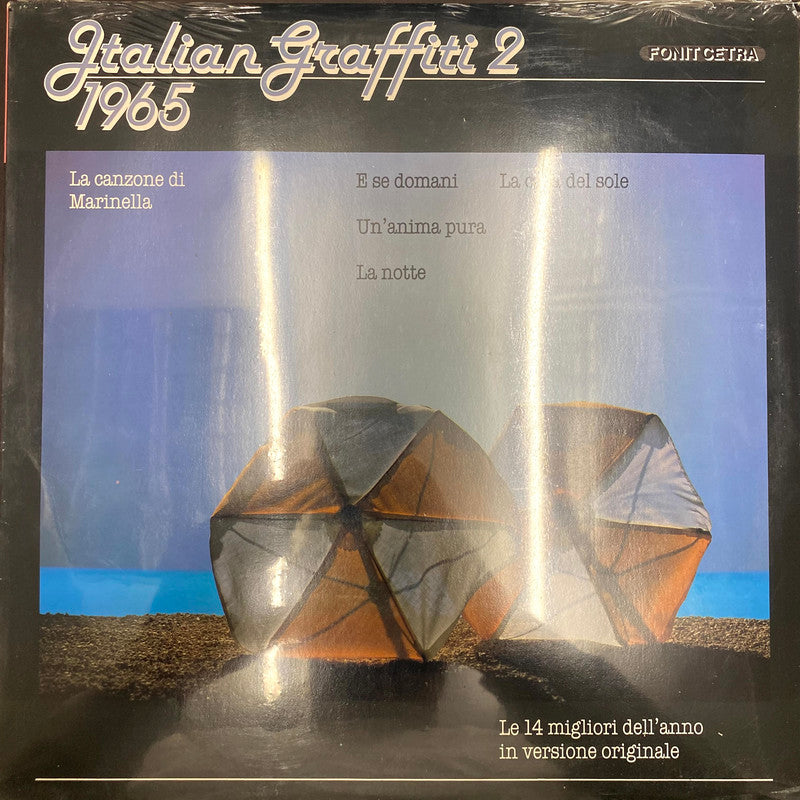 Italian Graffiti 2
1965
FONIT CETRA
La canzone di
Marinella
E se domani
Un'anima pura
La notte
La del sole
Le 14 migliori dell'anno
in versione originale